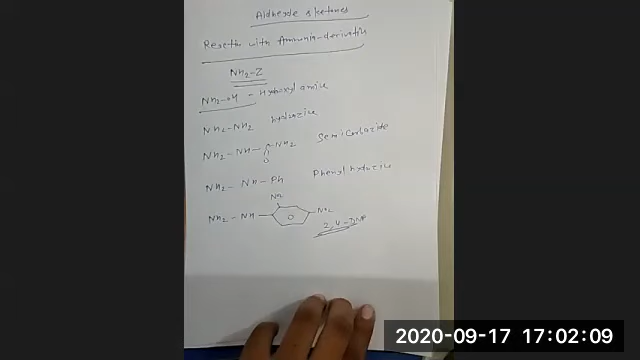 Aldheyde & ketones
Reaction with Ammonia-derivatives
NH2-Z
NH2-OH - Hydroxyl amine
NH2-NH2 Hydrazine
NH2-NH-C-NH2 Semicarbazide
O
NH2-NH-Ph Phenyl hydrazine
NO2
NH2-NH- -NO2
2,4-DNP
2020-09-17 17:02:09